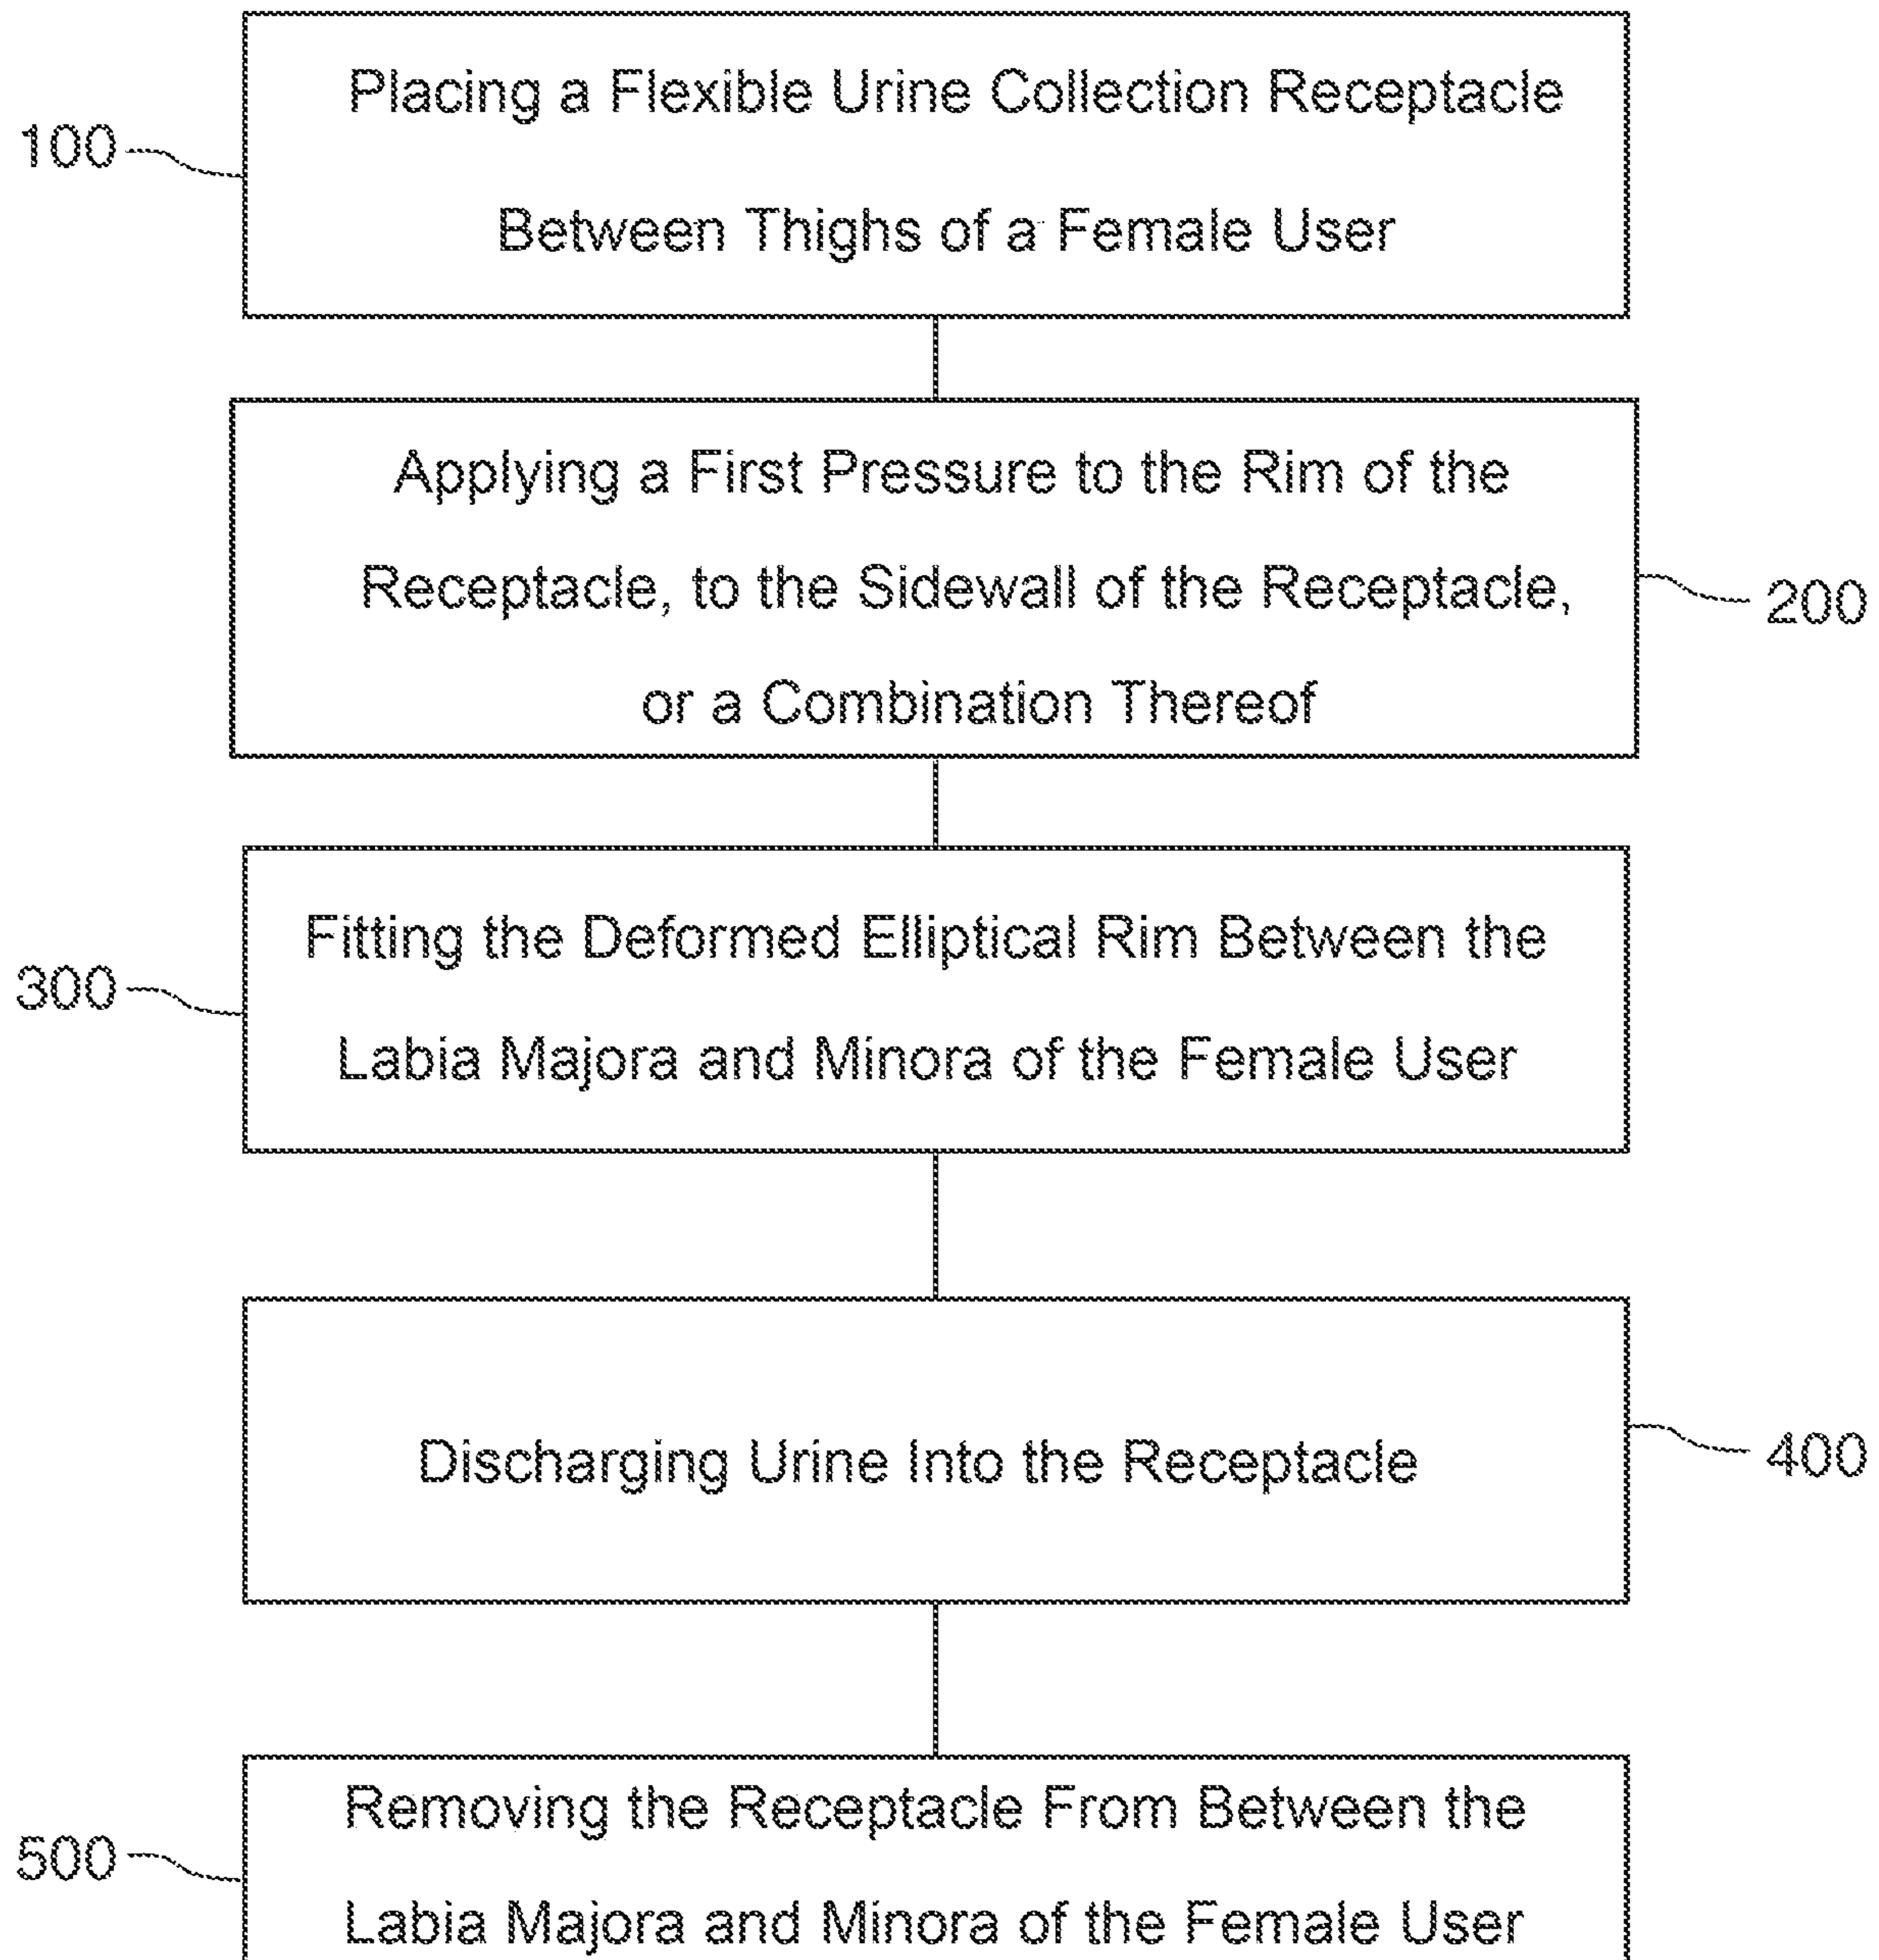 Placing a Flexible Urine Collection Receptacle
100
Between Thighs of a Female User
Applying a First Pressure to the Rim of the
Receptacle, to the Sidewall of the Receptacle,
200
or a Combination Thereof
Fitting the Deformed Elliptical Rim Between the
300
Labia Majora and Minora of the Female User
Discharging Urine Into the Receptacle
400
Removing the Receptacle From Between the
500
Labia Majora and Minora of the Female User